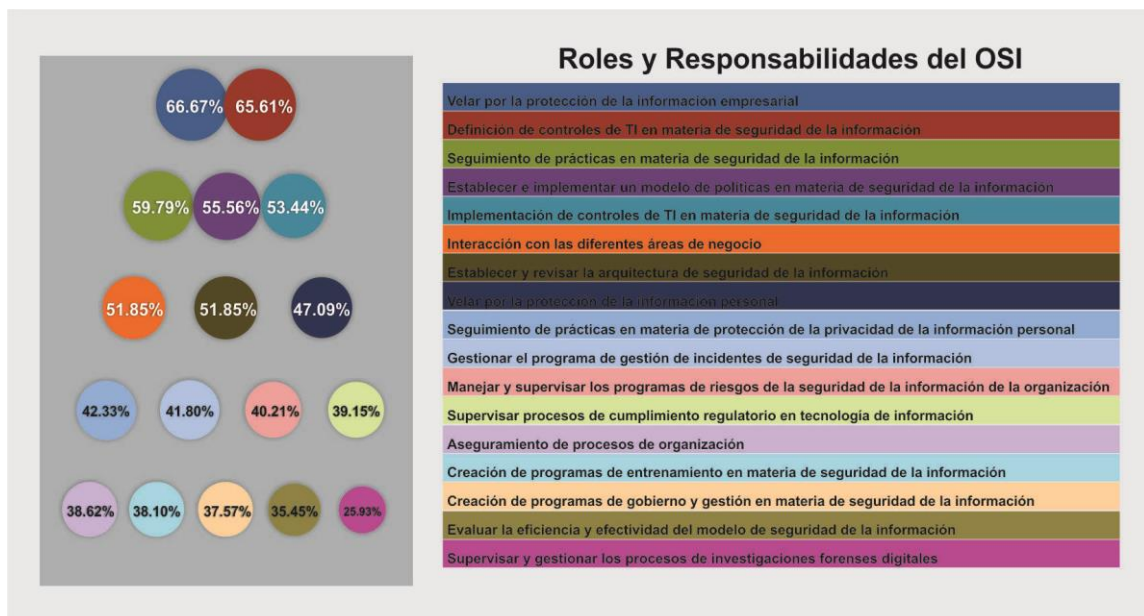 Roles y Responsabilidades del OSI
66.67% 65.61%
59.79% 55.56% 53.44%
51.85% 51.85% 47.09%
42.33% 41.80% 40.21% 39.15%
38.62% 38.10% 37.57% 35.45% 25.93%
Velar por la protección de la información empresarial
Definición de controles de TI en materia de seguridad de la información
Seguimiento de prácticas en materia de seguridad de la información
Establecer e implementar un modelo de políticas en materia de seguridad de la información
Implementación de controles de TI en materia de seguridad de la información
Interacción con las diferentes áreas de negocio
Establecer y revisar la arquitectura de seguridad de la información
Velar por la protección de la información personal
Seguimiento de prácticas en materia de protección de la privacidad de la información personal
Gestionar el programa de gestión de incidentes de seguridad de la información
Manejar y supervisar los programas de riesgos de la seguridad de la información de la organización
Supervisar procesos de cumplimiento regulatorio en tecnología de información
Aseguramiento de procesos de organización
Creación de programas de entrenamiento en materia de seguridad de la información
Creación de programas de gobierno y gestión en materia de seguridad de la información
Evaluar la eficiencia y efectividad del modelo de seguridad de la información
Supervisar y gestionar los procesos de investigaciones forenses digitales